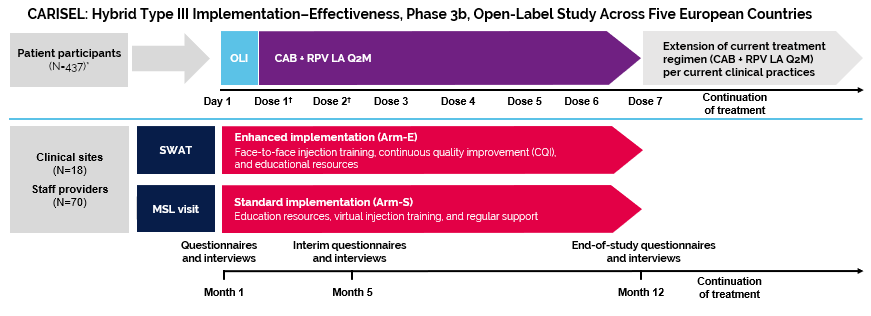 CARISEL: Hybrid Type III Implementation–Effectiveness, Phase 3b, Open-Label Study Across Five European Countries
Patient participants
(N=437)*
OLI
CAB + RPV LA Q2M
Extension of current treatment
regimen (CAB + RPV LA Q2M)
per current clinical practices
Day 1
Dose 1†
Dose 2†
Dose 3
Dose 4
Dose 5
Dose 6
Dose 7
Continuation
of treatment
Clinical sites
(N=18)
Staff providers
(N=70)
SWAT
Enhanced implementation (Arm-E)
Face-to-face injection training, continuous quality improvement (CQI),
and educational resources
MSL visit
Standard implementation (Arm-S)
Education resources, virtual injection training, and regular support
Questionnaires
and interviews
Interim questionnaires
and interviews
End-of-study questionnaires
and interviews
Month 1
Month 5
Month 12
Continuation
of treatment